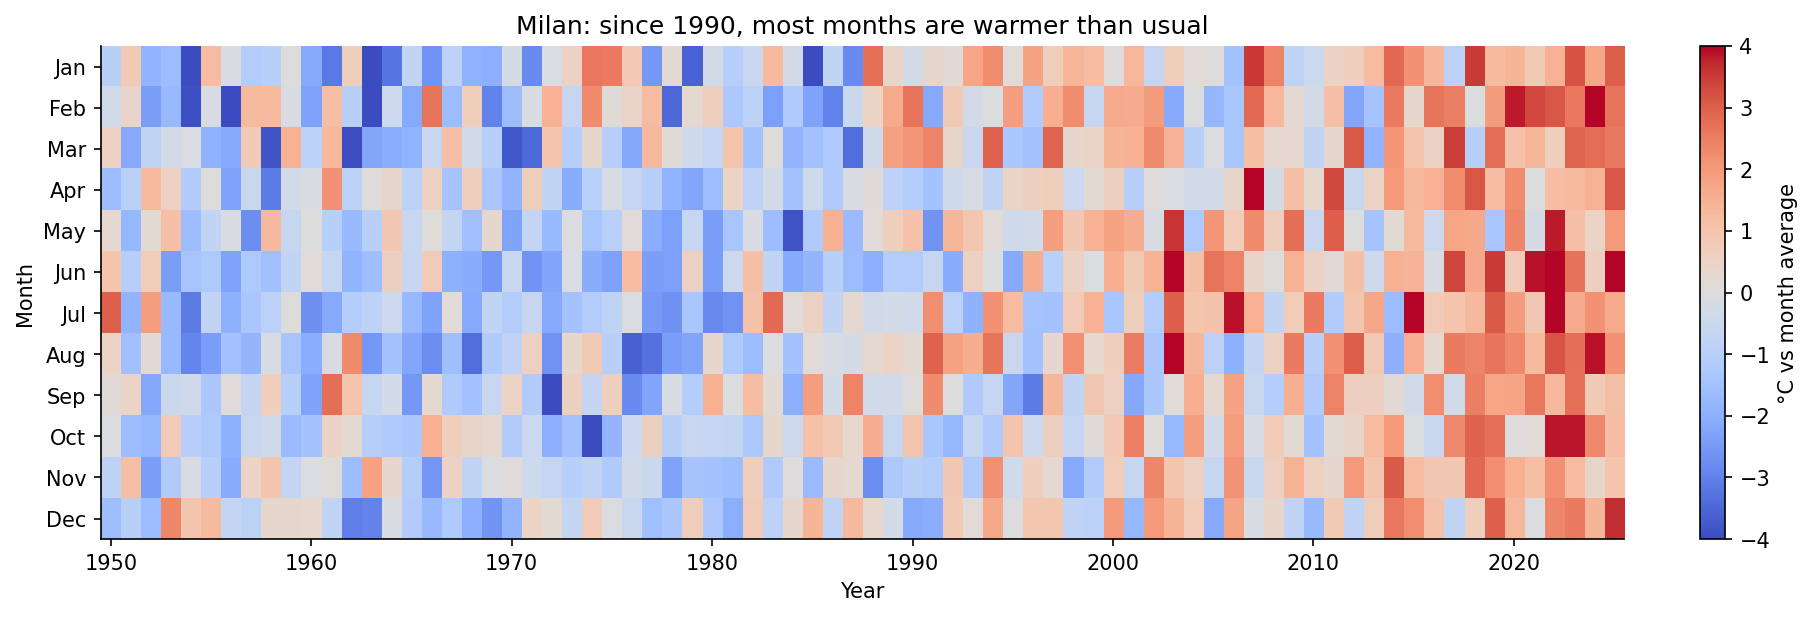 Milan: since 1990, most months are warmer than usual
Month
Jan
Feb
Mar
Apr
May
Jun
Jul
Aug
Sep
Oct
Nov
Dec
1950 1960 1970 1980 1990 2000 2010 2020
Year
4
3
2
1
0
−1
−2
−3
−4
°C vs month average